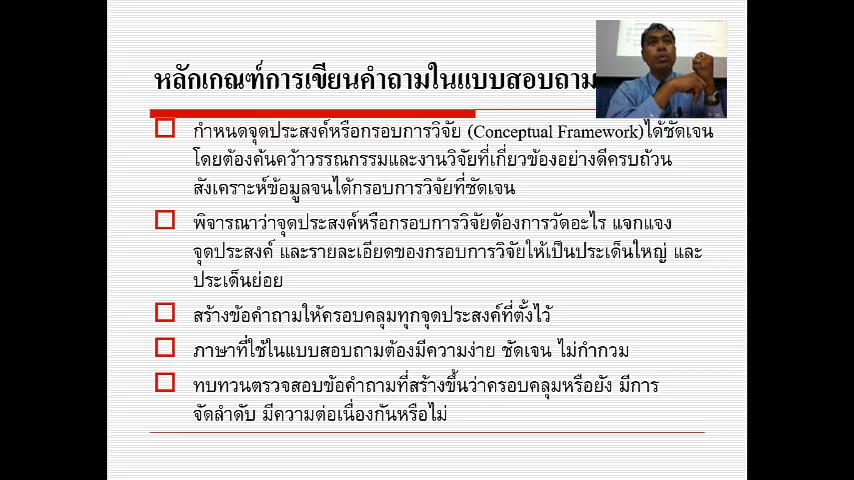 หลักเกณฑ์การเขียนคำถามในแบบสอบถาม
กำหนดจุดประสงค์หรือกรอบการวิจัย (Conceptual Framework)ได้ชัดเจน
โดยต้องค้นคว้าวรรณกรรมและงานวิจัยที่เกี่ยวข้องอย่างดีครบถ้วน
สังเคราะห์ข้อมูลจนได้กรอบการวิจัยที่ชัดเจน
พิจารณาว่าจุดประสงค์หรือกรอบการวิจัยต้องการวัดอะไร แจกแจง
จุดประสงค์ และรายละเอียดของกรอบการวิจัยให้เป็นประเด็นใหญ่ และ
ประเด็นย่อย
สร้างข้อคำถามให้ครอบคลุมทุกจุดประสงค์ที่ตั้งไว้
ภาษาที่ใช้ในแบบสอบถามต้องมีความง่าย ชัดเจน ไม่กำกวม
ทบทวนตรวจสอบข้อคำถามที่สร้างขึ้นว่าครอบคลุมหรือยัง มีการ
จัดลำดับ มีความต่อเนื่องกันหรือไม่